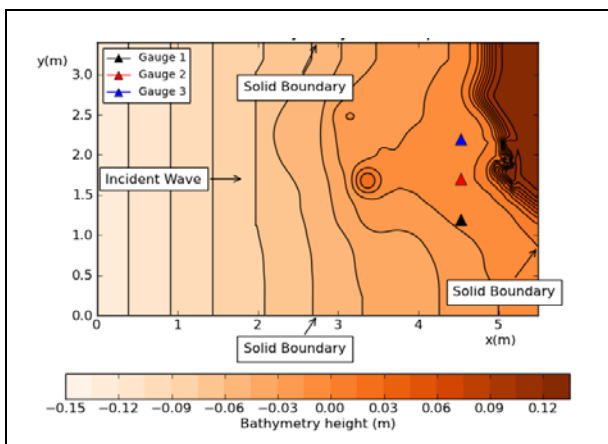 y(m)
3.0
2.5
2.0
1.5
1.0
0.5
0.0
Gauge 1
Gauge 2
Gauge 3
Solid Boundary
Incident Wave
Solid Boundary
0
1
2
3
4
5
x(m)
Solid Boundary
−0.15 −0.12 −0.09 −0.06 −0.03 0.00 0.03 0.06 0.09 0.12
Bathymetry height (m)